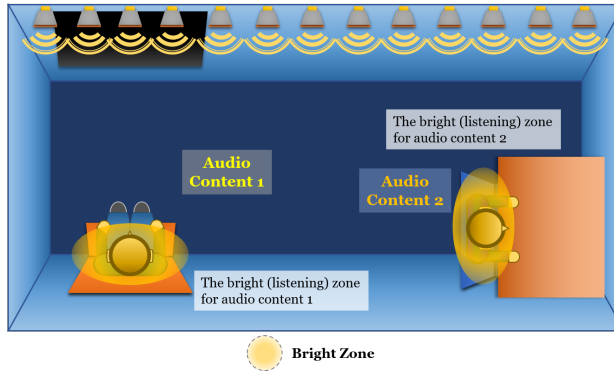 The bright (listening) zone
for audio content 2
Audio
Content 1
Audio
Content 2
The bright (listening) zone
for audio content 1
Bright Zone